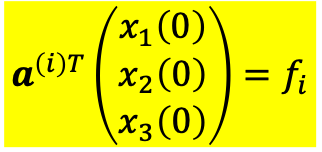 x₁(0)
a⁽ⁱ⁾ᵀ x₂(0) = fᵢ
x₃(0)